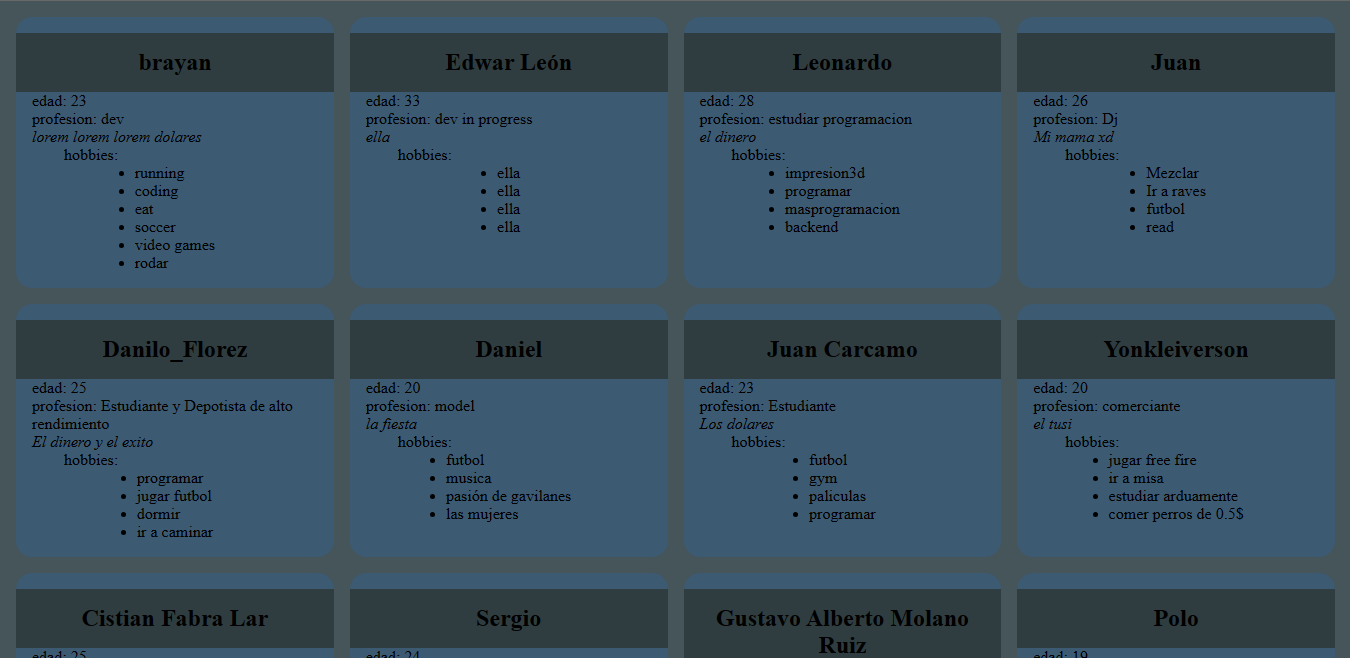 brayan
edad: 23
profesion: dev
lorem lorem lorem dolares
hobbies:
running
coding
eat
soccer
video games
rodar
Edwar León
edad: 33
profesion: dev in progress
ella
hobbies:
ella
ella
ella
ella
Leonardo
edad: 28
profesion: estudiar programacion
el dinero
hobbies:
impresion3d
programar
masprogramacion
backend
Juan
edad: 26
profesion: Dj
Mi mama xd
hobbies:
Mezclar
Ir a raves
futbol
read
Danilo_Florez
edad: 25
profesion: Estudiante y Depotista de alto
rendimiento
El dinero y el exito
hobbies:
programar
jugar futbol
dormir
ir a caminar
Daniel
edad: 20
profesion: model
la fiesta
hobbies:
futbol
musica
pasión de gavilanes
las mujeres
Juan Carcamo
edad: 23
profesion: Estudiante
Los dolares
hobbies:
futbol
gym
palículas
programar
Yonkleiverson
edad: 20
profesion: comerciante
el tusi
hobbies:
jugar free fire
ir a misa
estudiar arduamente
comer perros de 0.5$
Cistian Fabra Lar
edad: 25
Sergio
edad: 24
Gustavo Alberto Molano
Ruiz
Polo
edad: 19